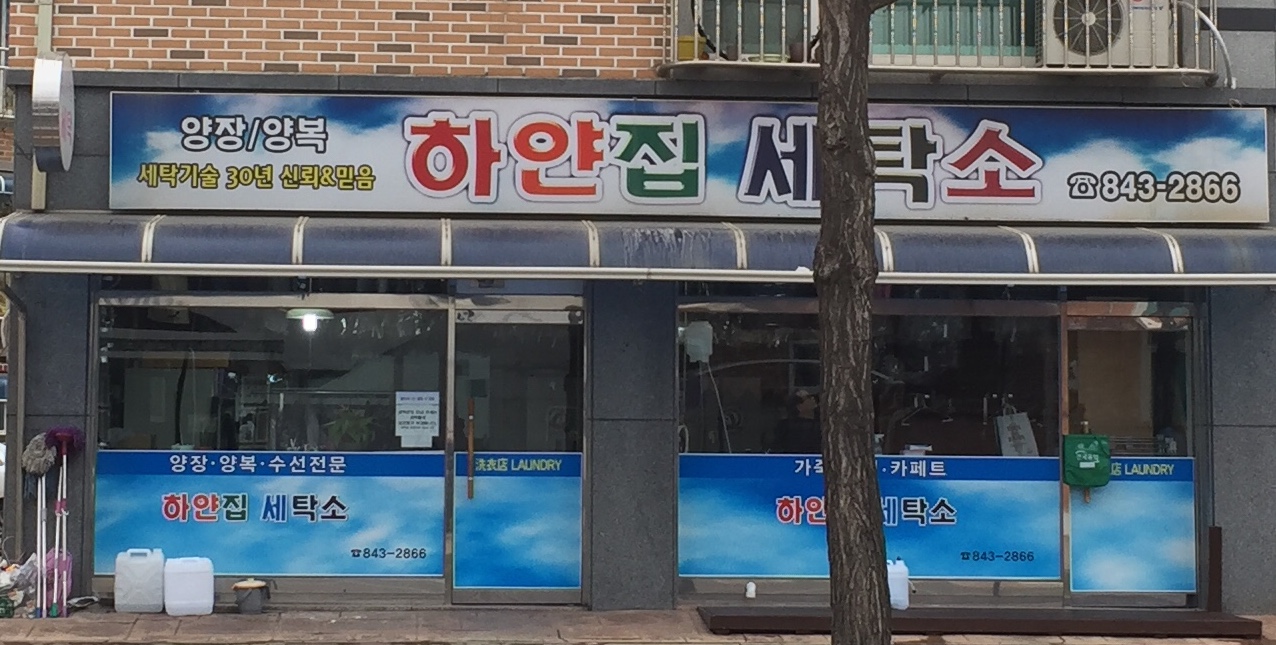 양장/양복
세탁기술 30년 신뢰&믿음
하얀집 세탁소
☎843-2866
양장·양복·수선전문
하얀집 세탁소
☎843-2866
洗衣店 LAUNDRY
·카페트
하얀 세탁소
☎843-2866
店 LAUNDRY